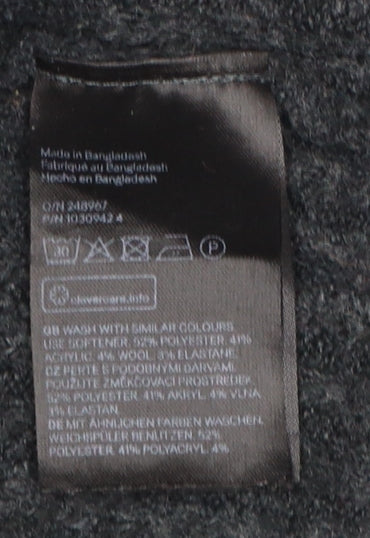 Made in Bangladesh
Fabriqué au Bangladesh
Hecho en Bangladesh
O/N 248967
P/N 1030942 4
30
P
clevercare.info
GB WASH WITH SIMILAR COLOURS.
USE SOFTENER. 52% POLYESTER. 41%
ACRYLIC. 4% WOOL. 3% ELASTANE.
CZ PERTE S PODOBNÝMI BARVAMI.
POUŽIJTE ZMĚKČOVACÍ PROSTŘEDEK.
52% POLYESTER. 41% AKRYL. 4% VLNA.
3% ELASTAN.
DE MIT ÄHNLICHEN FARBEN WASCHEN.
WEICHSPÜLER BENUTZEN. 52%
POLYESTER. 41% POLYACRYL. 4%